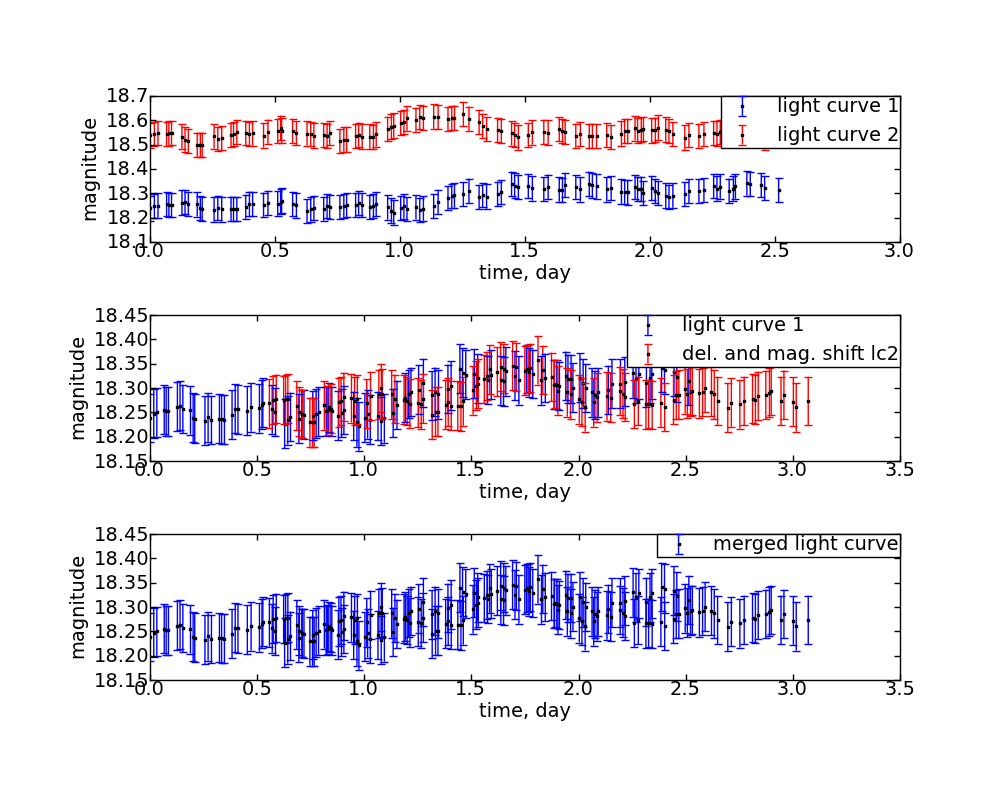 18.7
18.6
18.5
18.4
18.3
18.2
18.1
magnitude
light curve 1
light curve 2
0.0 0.5 1.0 1.5 2.0 2.5 3.0
time, day
18.45
18.40
18.35
18.30
18.25
18.20
18.15
magnitude
light curve 1
del. and mag. shift lc2
0.0 0.5 1.0 1.5 2.0 2.5 3.0 3.5
time, day
18.45
18.40
18.35
18.30
18.25
18.20
18.15
magnitude
merged light curve
0.0 0.5 1.0 1.5 2.0 2.5 3.0 3.5
time, day